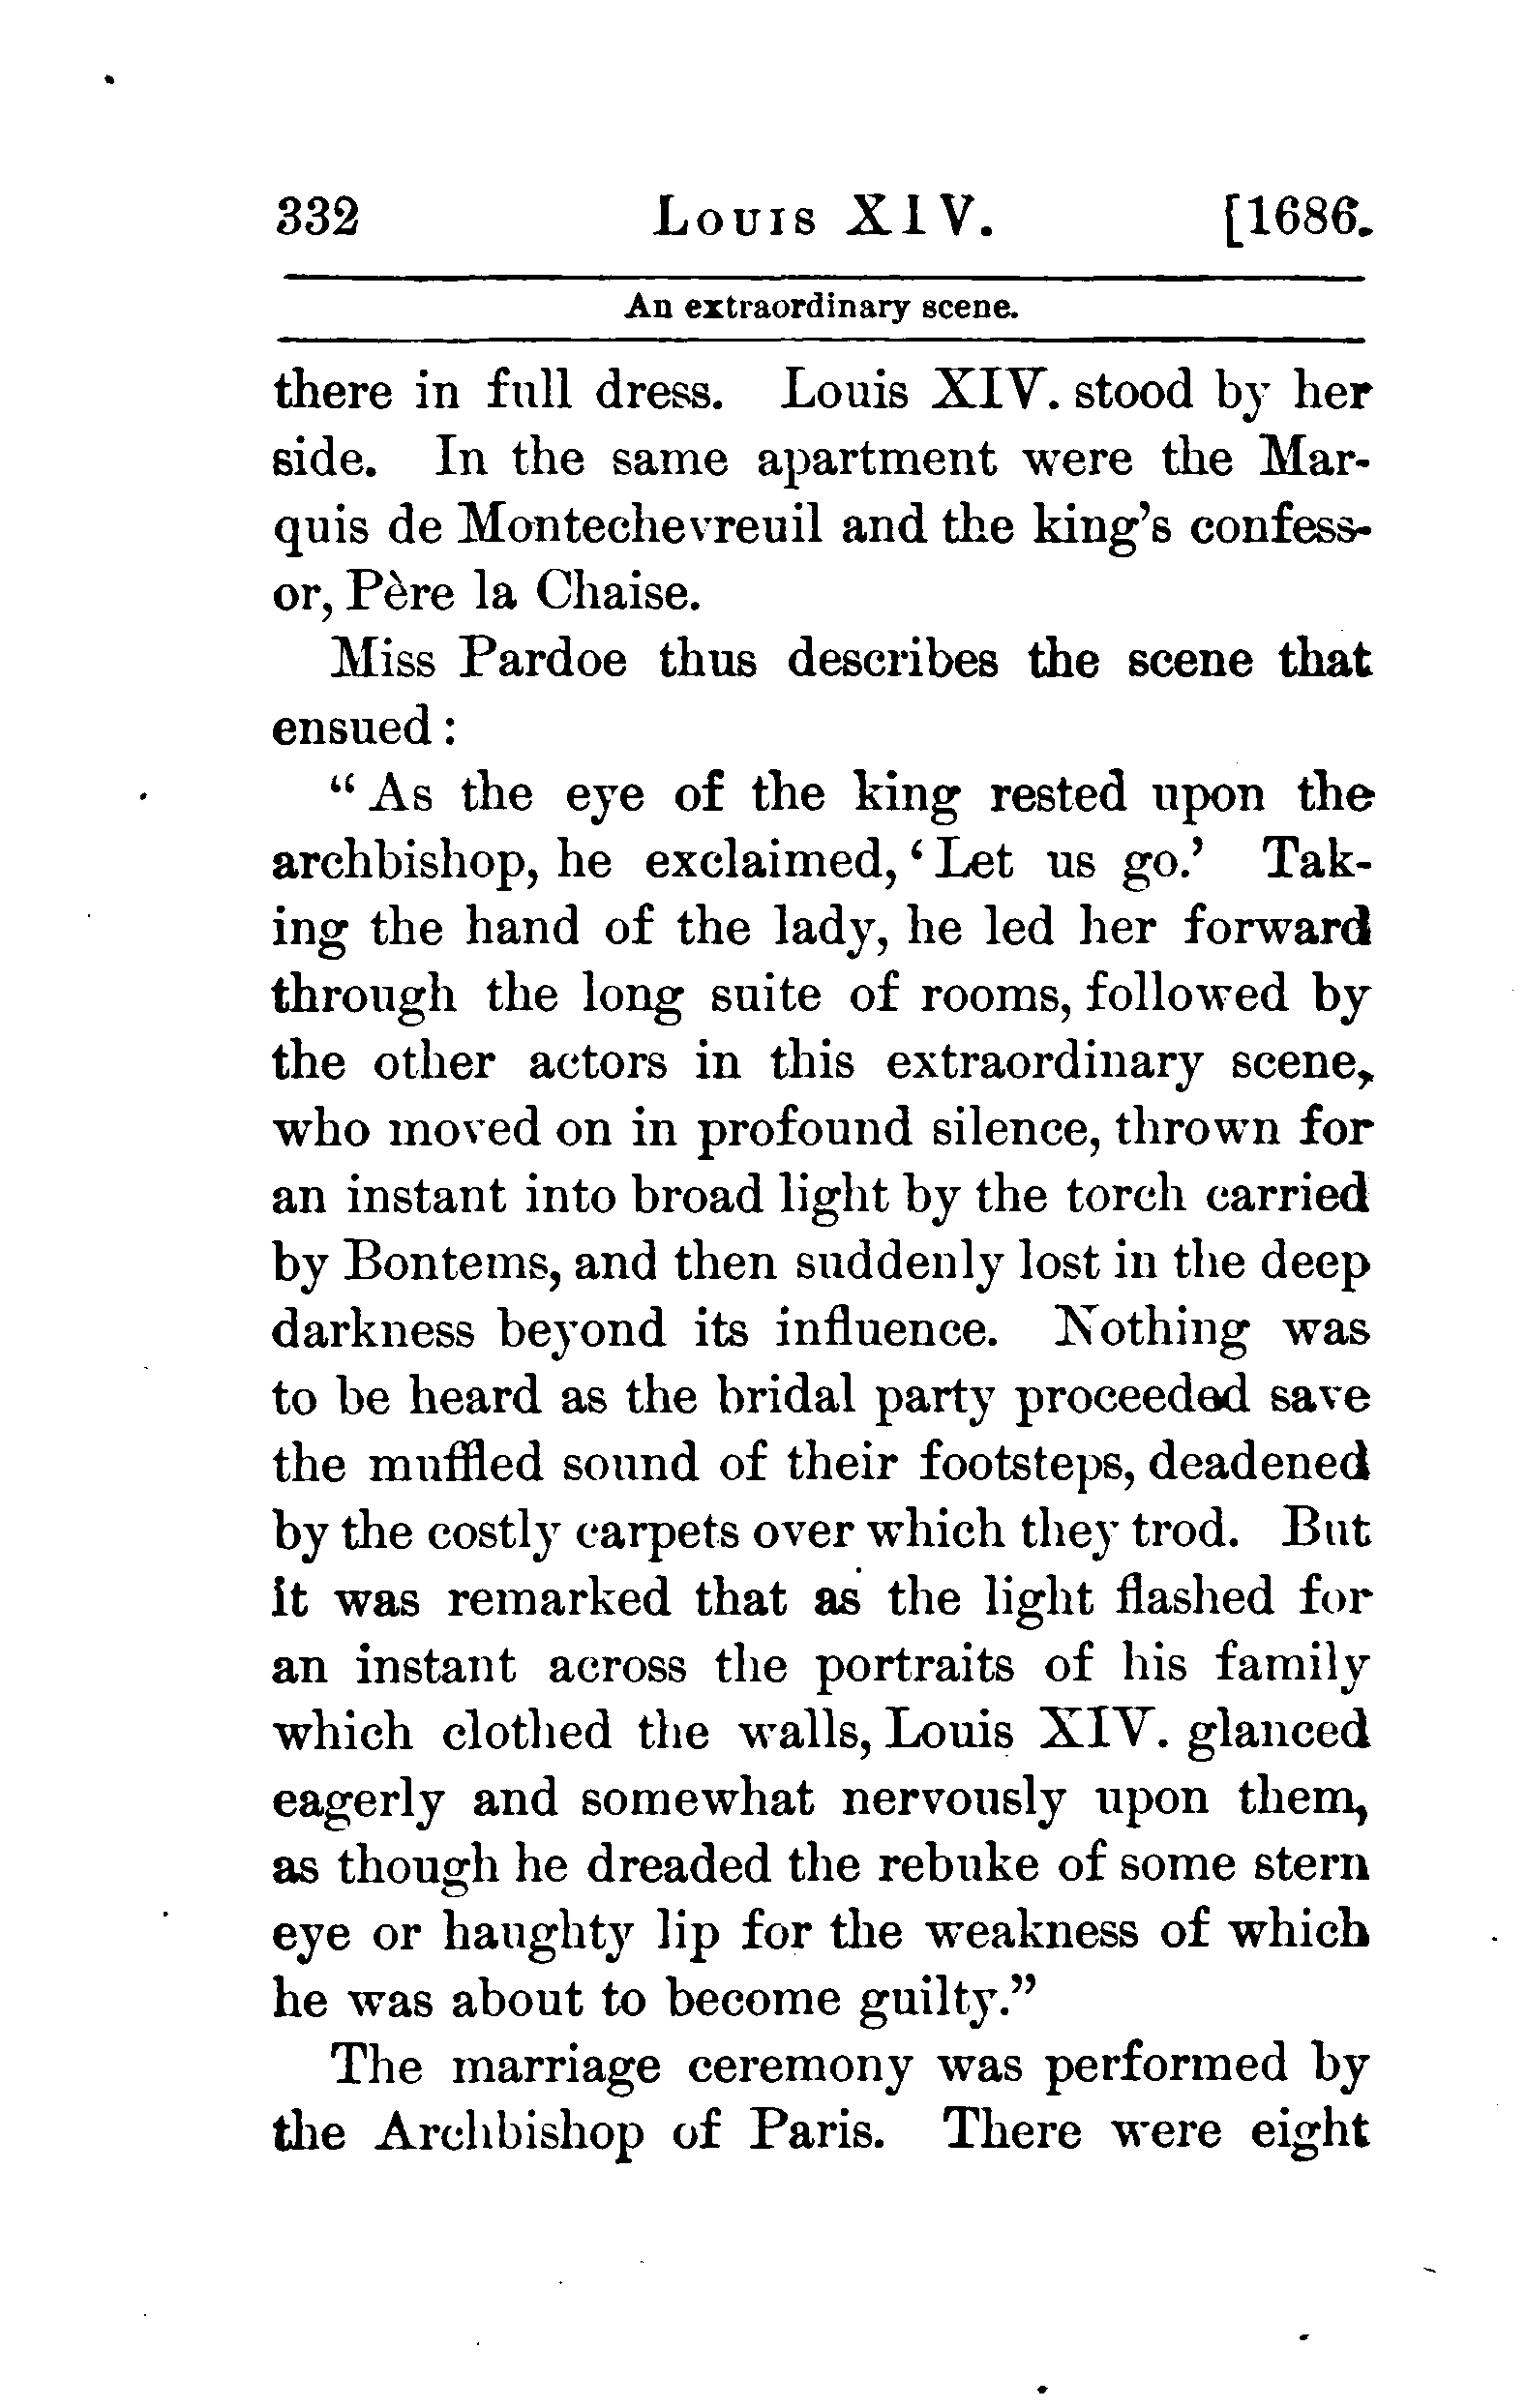 332 Louis XIV. [1686.
An extraordinary scene.
there in full dress. Louis XIV. stood by her
side. In the same apartment were the Mar-
quis de Montechevreuil and the king's confess-
or, Père la Chaise.
Miss Pardoe thus describes the scene that
ensued:
"As the eye of the king rested upon the
archbishop, he exclaimed, 'Let us go.' Tak-
ing the hand of the lady, he led her forward
through the long suite of rooms, followed by
the other actors in this extraordinary scene,
who moved on in profound silence, thrown for
an instant into broad light by the torch carried
by Bontems, and then suddenly lost in the deep
darkness beyond its influence. Nothing was
to be heard as the bridal party proceeded save
the muffled sound of their footsteps, deadened
by the costly carpets over which they trod. But
it was remarked that as the light flashed for
an instant across the portraits of his family
which clothed the walls, Louis XIV. glanced
eagerly and somewhat nervously upon them,
as though he dreaded the rebuke of some stern
eye or haughty lip for the weakness of which
he was about to become guilty."
The marriage ceremony was performed by
the Archbishop of Paris. There were eight